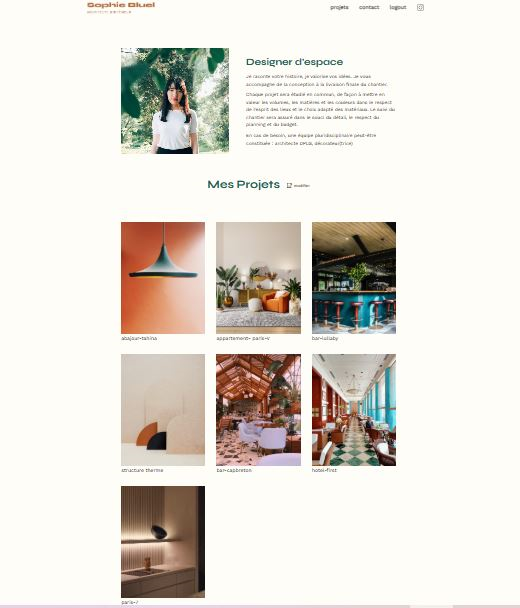 Sophie Bluel
ARCHITECTE D'INTÉRIEUR
projets contact logout
Designer d'espace
Je raconte votre histoire, je valorise vos idées. Je vous
accompagne de la conception à la livraison finale du chantier.
Chaque projet sera étudié en commun, de façon à mettre en
valeur les volumes, les matières et les couleurs dans le respect
de l'esprit des lieux et le choix adapté des matériaux. Le suivi du
chantier sera assuré dans le souci du détail, le respect du
planning et du budget.
En cas de besoin, une équipe pluridisciplinaire peut-être
constituée : architecte DPLG, décorateur(trice)
Mes Projets modifier
abajour-tahina appartement- paris-V bar-lullaby
structure therme bar-capbreton hotel-first
paris-7